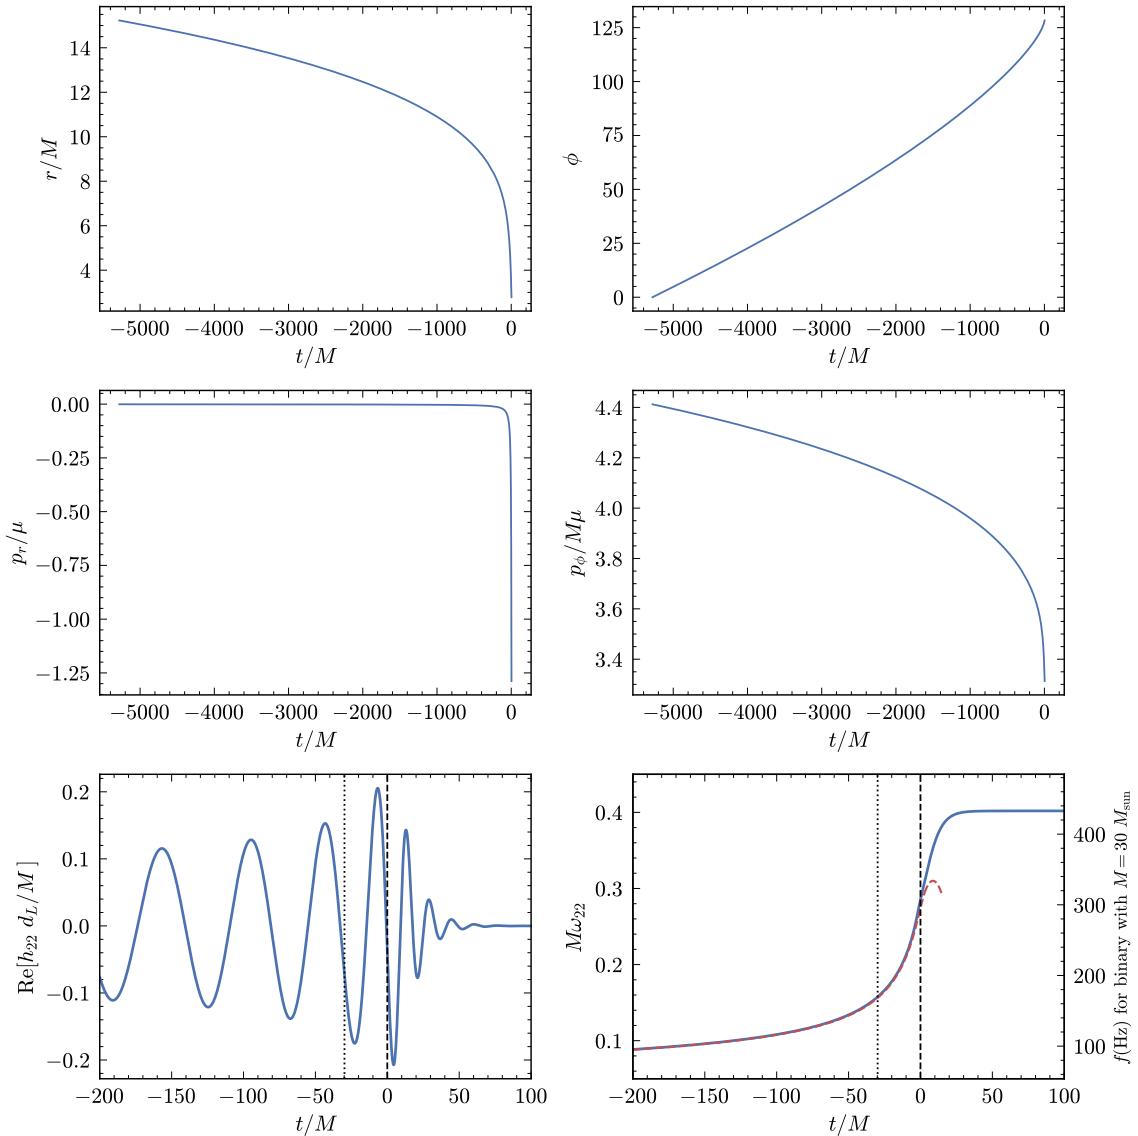 14
12
10
8
6
4
r/M
−5000 −4000 −3000 −2000 −1000 0
t/M
125
100
75
50
25
0
ϕ
−5000 −4000 −3000 −2000 −1000 0
t/M
0.00
−0.25
−0.50
−0.75
−1.00
−1.25
p_r/μ
−5000 −4000 −3000 −2000 −1000 0
t/M
4.4
4.2
4.0
3.8
3.6
3.4
p_ϕ/Mμ
−5000 −4000 −3000 −2000 −1000 0
t/M
0.2
0.1
0.0
−0.1
−0.2
Re[h_22 d_L/M ]
−200 −150 −100 −50 0 50 100
t/M
0.4
0.3
0.2
0.1
Mω_22
−200 −150 −100 −50 0 50 100
t/M
400
300
200
100
f(Hz) for binary with M = 30 M_sun